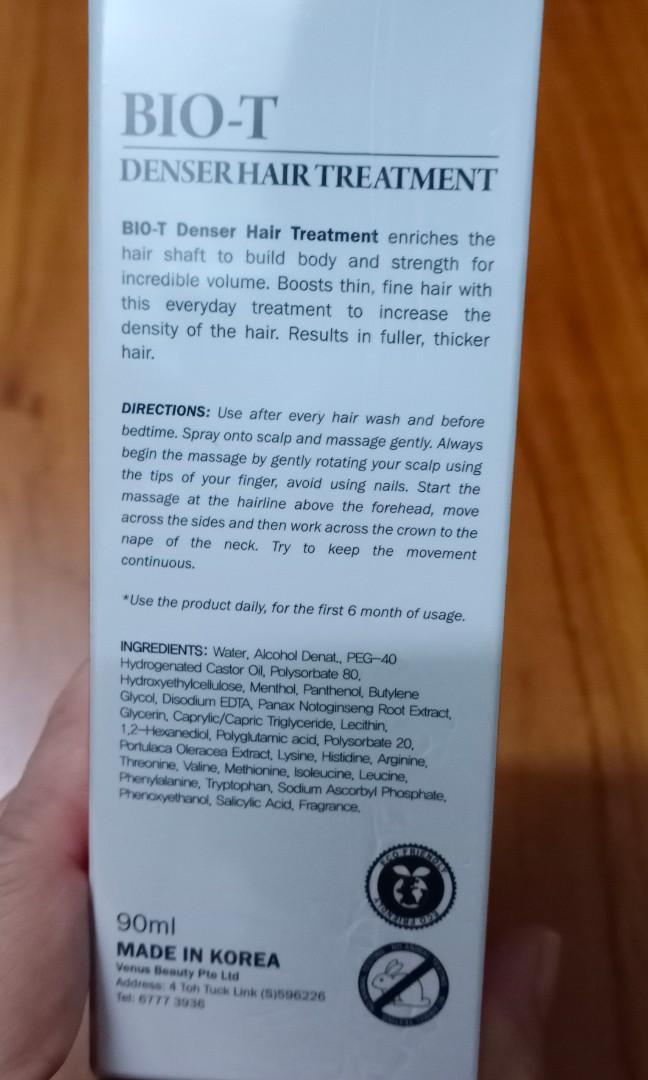 BIO-T
DENSER HAIR TREATMENT
BIO-T Denser Hair Treatment enriches the
hair shaft to build body and strength for
incredible volume. Boosts thin, fine hair with
this everyday treatment to increase the
density of the hair. Results in fuller, thicker
hair.
DIRECTIONS: Use after every hair wash and before
bedtime. Spray onto scalp and massage gently. Always
begin the massage by gently rotating your scalp using
the tips of your finger, avoid using nails. Start the
massage at the hairline above the forehead, move
across the sides and then work across the crown to the
nape of the neck. Try to keep the movement
continuous.
*Use the product daily, for the first 6 month of usage.
INGREDIENTS: Water, Alcohol Denat., PEG-40
Hydrogenated Castor Oil, Polysorbate 80,
Hydroxyethylcellulose, Menthol, Panthenol, Butylene
Glycol, Disodium EDTA, Panax Notoginseng Root Extract,
Glycerin, Caprylic/Capric Triglyceride, Lecithin,
1,2-Hexanediol, Polyglutamic acid, Polysorbate 20,
Portulaca Oleracea Extract, Lysine, Histidine, Arginine,
Threonine, Valine, Methionine, Isoleucine, Leucine,
Phenylalanine, Tryptophan, Sodium Ascorbyl Phosphate,
Phenoxyethanol, Salicylic Acid, Fragrance.
ECO FRIENDLY
ECO FRIENDLY
90ml
MADE IN KOREA
Venus Beauty Pte Ltd
Address: 4 Toh Tuck Link (S)596226
Tel: 6777 3936